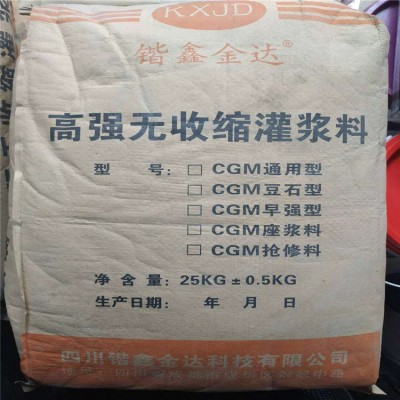 KXJD
锴鑫金达®
高强无收缩灌浆料
型 号：□ CGM通用型
□ CGM豆石型
□ CGM早强型
□ CGM座浆料
□ CGM抢修料
净 含 量：25KG±0.5KG
生产日期： 年 月 日
四川锴鑫金达科技有限公司